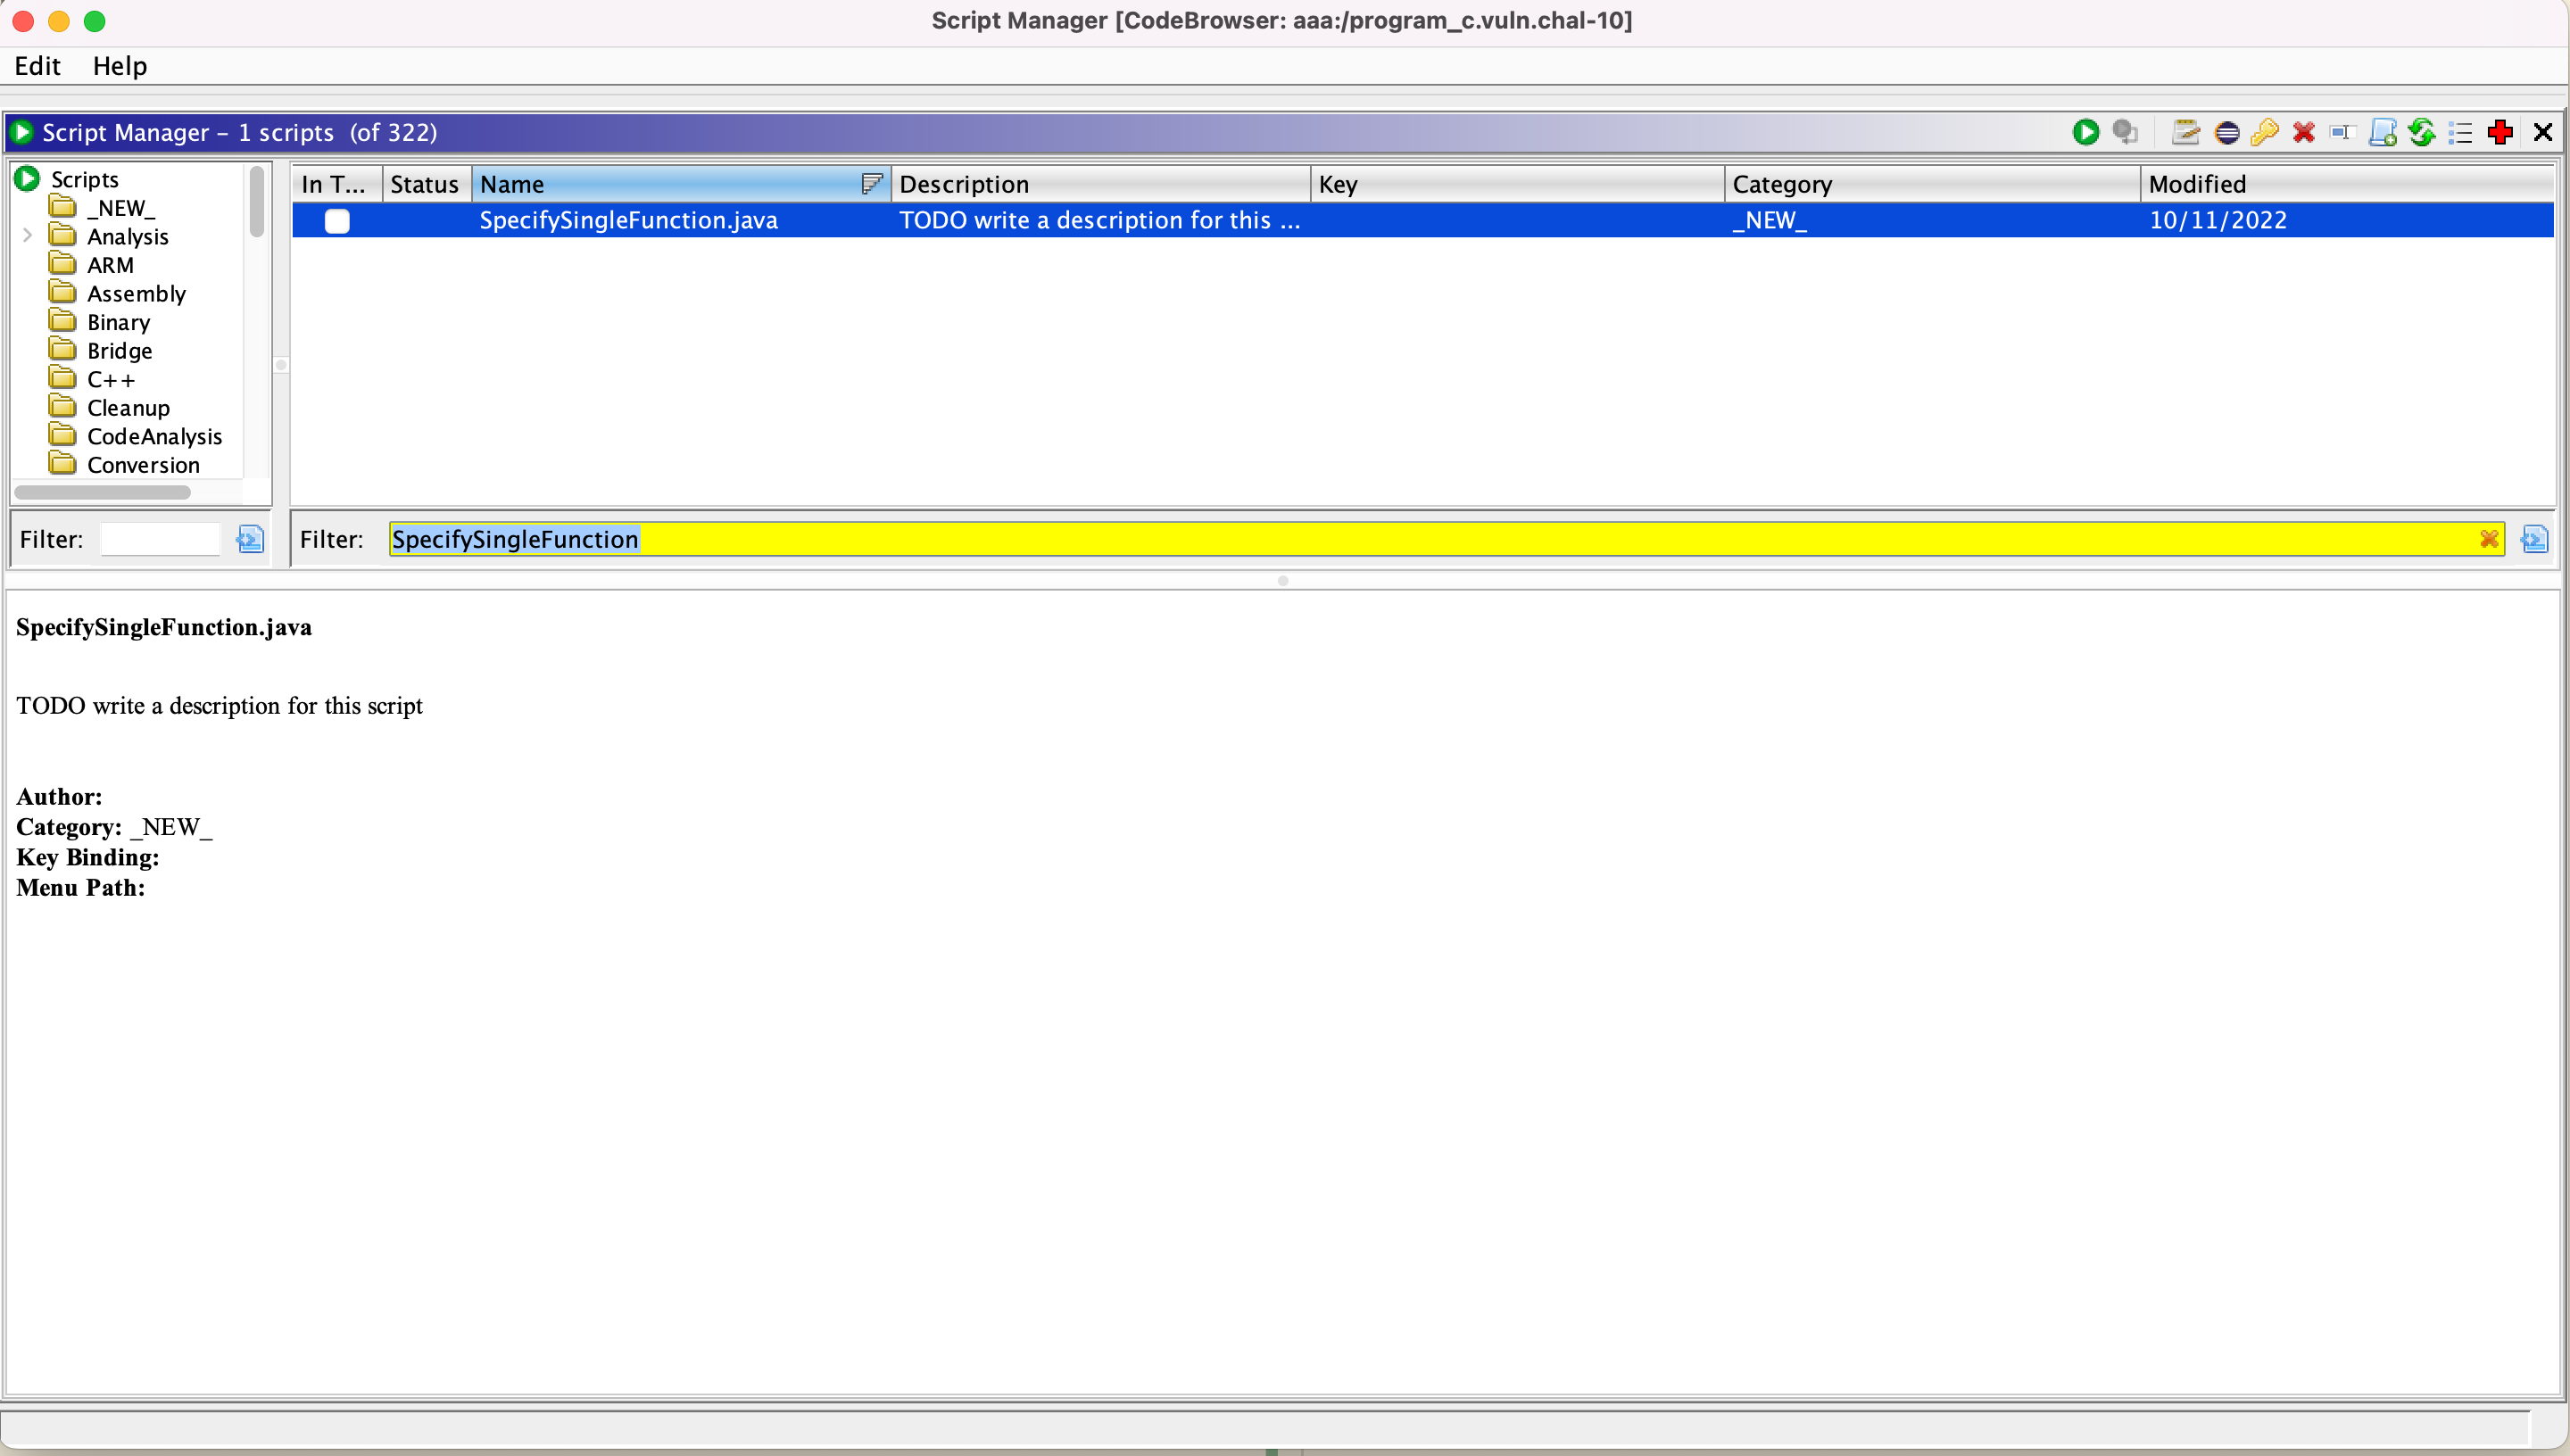 Script Manager [CodeBrowser: aaa:/program_c.vuln.chal-10]
Edit Help
Script Manager – 1 scripts (of 322)
Scripts
_NEW_
Analysis
ARM
Assembly
Binary
Bridge
C++
Cleanup
CodeAnalysis
Conversion
Filter:
In T... Status Name Description Key Category Modified
SpecifySingleFunction.java TODO write a description for this ... _NEW_ 10/11/2022
Filter: SpecifySingleFunction
SpecifySingleFunction.java
TODO write a description for this script
Author:
Category: _NEW_
Key Binding:
Menu Path: